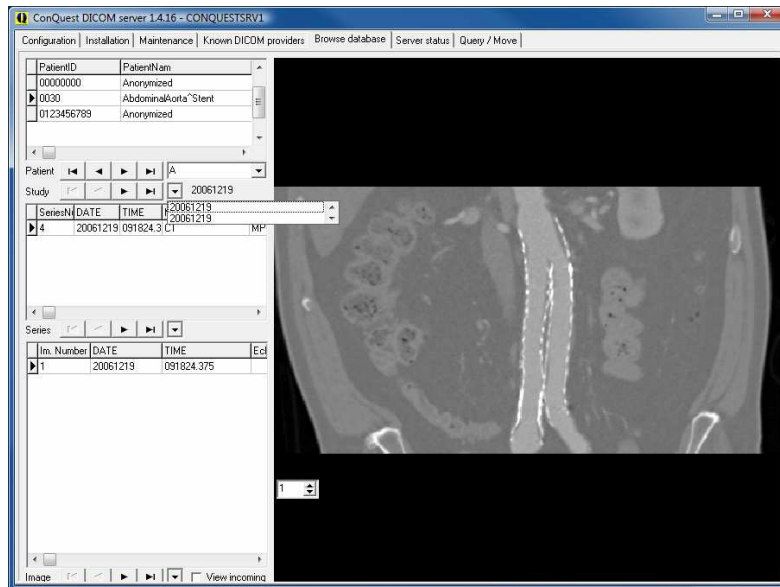 ConQuest DICOM server 1.4.16 - CONQUESTSRV1
Configuration Installation Maintenance Known DICOM providers Browse database Server status Query / Move
PatientID PatientNam
00000000 Anonymized
0030 AbdominalAorta^Stent
0123456789 Anonymized
Patient A
Study 20061219
20061219
20061219
SeriesN DATE TIME
4 20061219 091824.3 CT MP
Series
Im. Number DATE TIME Ec
1 20061219 091824.375
1
Image View incoming